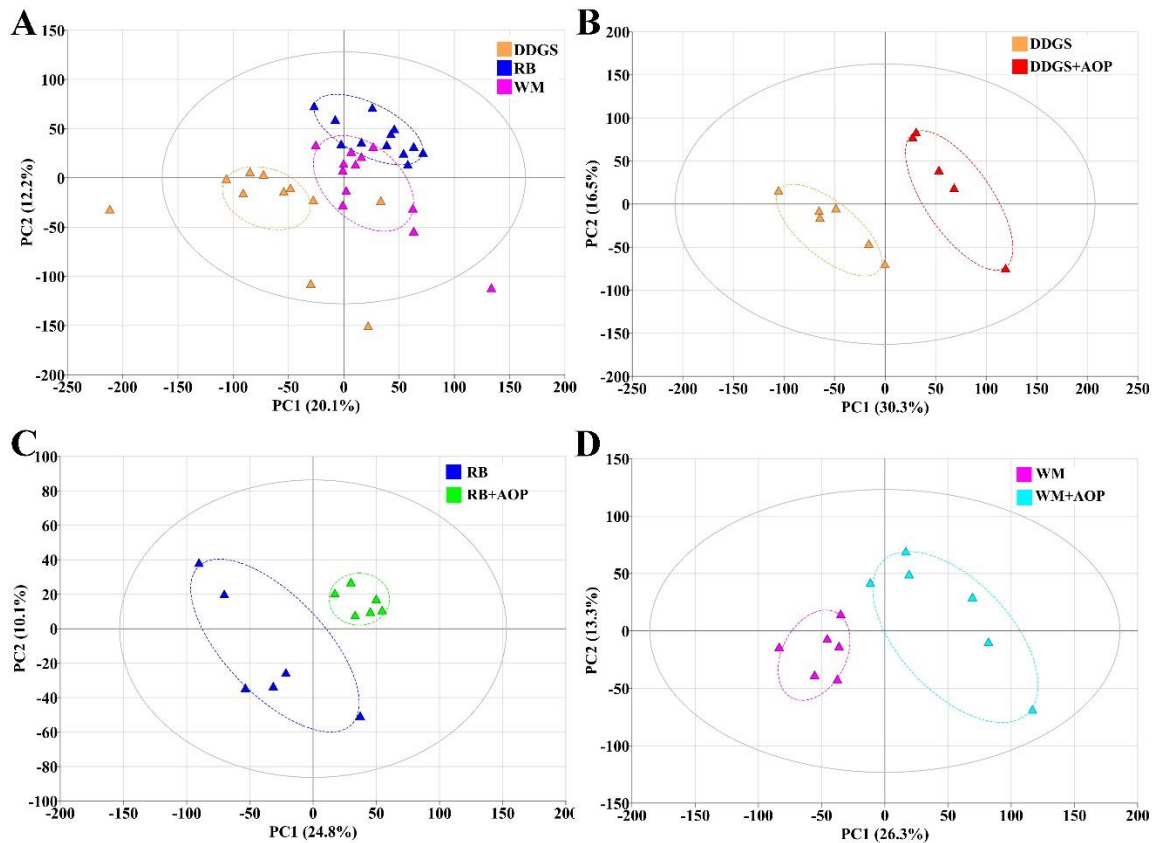 A
DDGS
RB
WM
150
100
50
0
-50
-100
-150
-200
-250 -200 -150 -100 -50 0 50 100 150 200
PC2 (12.2%)
PC1 (20.1%)
B
DDGS
DDGS+AOP
200
150
100
50
0
-50
-100
-150
-200
-250 -200 -150 -100 -50 0 50 100 150 200 250
PC2 (16.5%)
PC1 (30.3%)
C
RB
RB+AOP
100
80
60
40
20
0
-20
-40
-60
-80
-100
-200 -150 -100 -50 0 50 100 150 200
PC2 (10.1%)
PC1 (24.8%)
D
WM
WM+AOP
150
100
50
0
-50
-100
-150
-200 -150 -100 -50 0 50 100 150 200
PC2 (13.3%)
PC1 (26.3%)